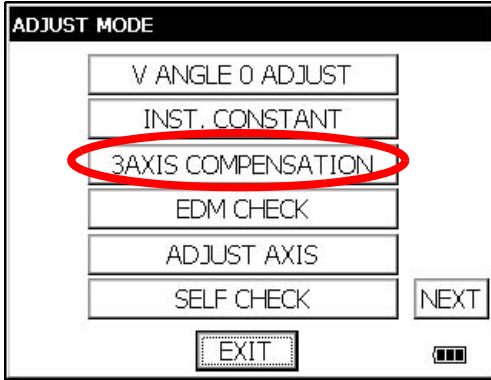 ADJUST MODE
V ANGLE 0 ADJUST
INST. CONSTANT
3AXIS COMPENSATION
EDM CHECK
ADJUST AXIS
SELF CHECK
NEXT
EXIT